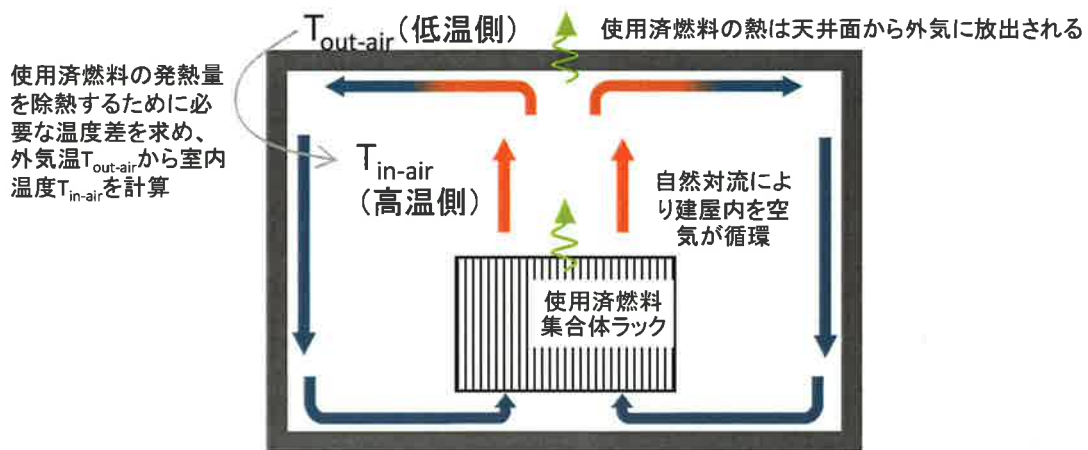 T_out-air(低温側)
使用済燃料の熱は天井面から外気に放出される
使用済燃料の発熱量
を除熱するために必
要な温度差を求め、
外気温T_out-airから室内
温度T_in-airを計算
T_in-air
(高温側)
自然対流によ
り建屋内を空
気が循環
使用済燃料
集合体ラック